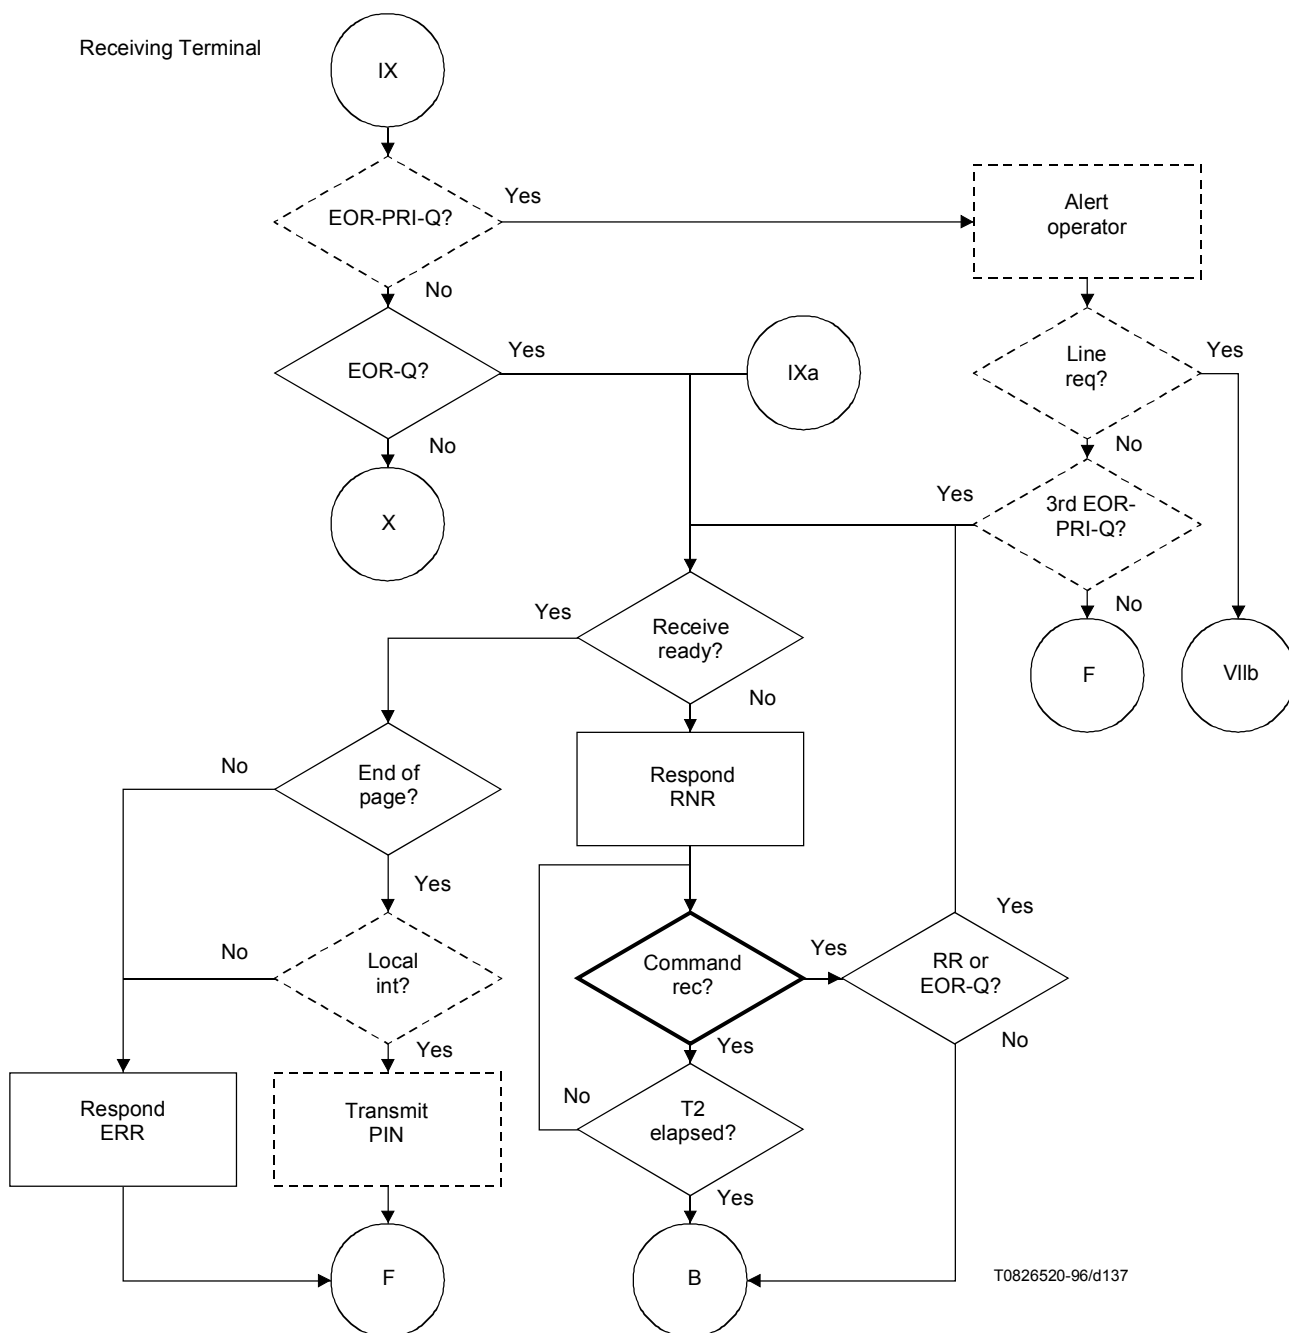 Receiving Terminal
IX
EOR-PRI-Q?
Yes
Alert
operator
No
EOR-Q?
Yes
IXa
Line
req?
Yes
No
X
No
Yes
3rd EOR-
PRI-Q?
No
F
VIIb
Yes
Receive
ready?
No
No
End of
page?
Respond
RNR
Yes
No
Local
int?
Command
rec?
Yes
Yes
RR or
EOR-Q?
No
Yes
Yes
Respond
ERR
Transmit
PIN
No
T2
elapsed?
Yes
F
B
T0826520-96/d137